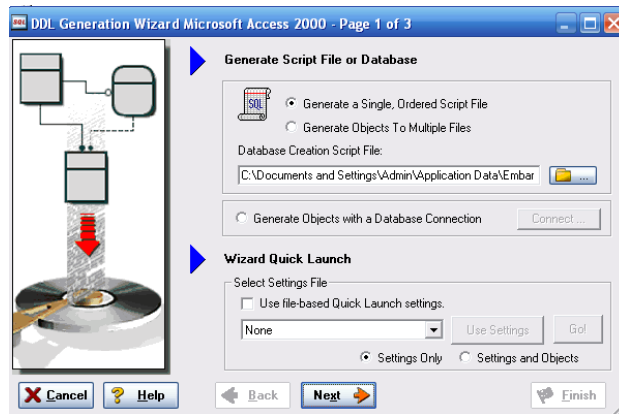 DDL Generation Wizard Microsoft Access 2000 - Page 1 of 3
Generate Script File or Database
SQL
Generate a Single, Ordered Script File
Generate Objects To Multiple Files
Database Creation Script File:
C:\Documents and Settings\Admin\Application Data\Embar
...
Generate Objects with a Database Connection
Connect ...
Wizard Quick Launch
Select Settings File
Use file-based Quick Launch settings.
None
Use Settings
Go!
Settings Only
Settings and Objects
Cancel
Help
Back
Next
Finish